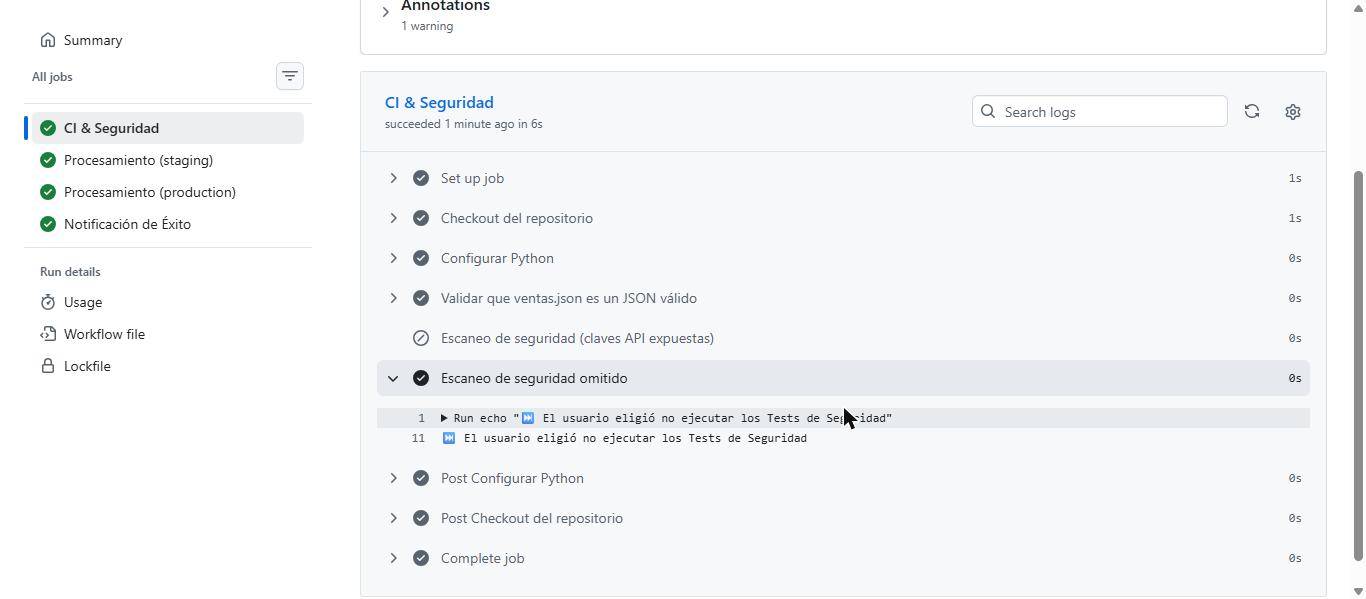 Annotations
1 warning
Summary
All jobs
CI & Seguridad
Procesamiento (staging)
Procesamiento (production)
Notificación de Éxito
Run details
Usage
Workflow file
Lockfile
CI & Seguridad
succeeded 1 minute ago in 6s
Search logs
Set up job 1s
Checkout del repositorio 1s
Configurar Python 0s
Validar que ventas.json es un JSON válido 0s
Escaneo de seguridad (claves API expuestas) 0s
Escaneo de seguridad omitido 0s
1 ▶ Run echo "⏭️ El usuario eligió no ejecutar los Tests de Seguridad"
11 ⏭️ El usuario eligió no ejecutar los Tests de Seguridad
Post Configurar Python 0s
Post Checkout del repositorio 0s
Complete job 0s